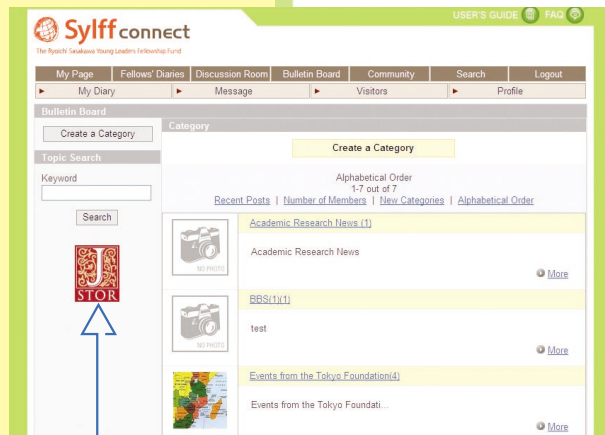 USER'S GUIDE FAQ
Sylff connect
The Ryoichi Sasakawa Young Leaders Fellowship Fund
My Page Fellows' Diaries Discussion Room Bulletin Board Community Search Logout
My Diary Message Visitors Profile
Bulletin Board
Create a Category
Topic Search
Keyword
Search
JSTOR
Category
Create a Category
Alphabetical Order
1-7 out of 7
Recent Posts | Number of Members | New Categories | Alphabetical Order
NO PHOTO
Academic Research News (1)
Academic Research News
More
NO PHOTO
BBS(1)(1)
test
More
Events from the Tokyo Foundation(4)
Events from the Tokyo Foundati...
More